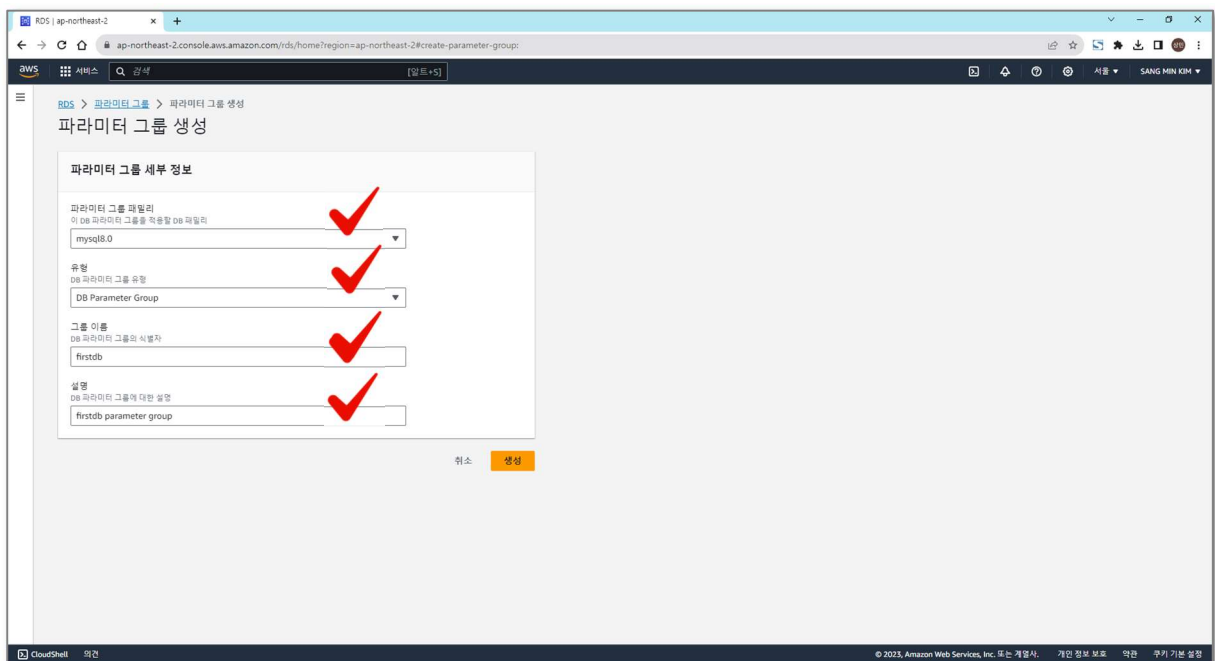 RDS | ap-northeast-2
ap-northeast-2.console.aws.amazon.com/rds/home?region=ap-northeast-2#create-parameter-group:
상민
aws 서비스 검색 [알트+S] 서울 SANG MIN KIM
RDS > 파라미터 그룹 > 파라미터 그룹 생성
파라미터 그룹 생성
파라미터 그룹 세부 정보
파라미터 그룹 패밀리
이 DB 파라미터 그룹을 적용할 DB 패밀리
mysql8.0
유형
DB 파라미터 그룹 유형
DB Parameter Group
그룹 이름
DB 파라미터 그룹의 식별자
firstdb
설명
DB 파라미터 그룹에 대한 설명
firstdb parameter group
취소 생성
CloudShell 의견 © 2023, Amazon Web Services, Inc. 또는 계열사. 개인 정보 보호 약관 쿠키 기본 설정